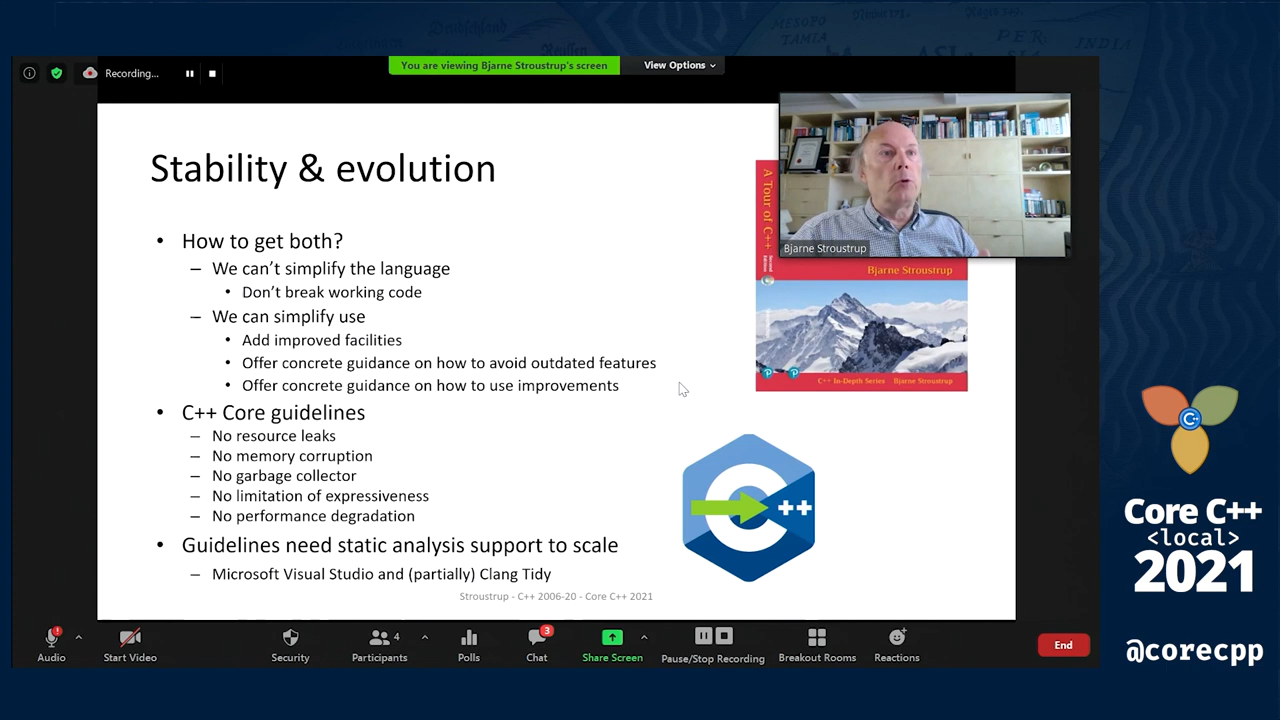 MESOPO
TAMIA
PER
INDIA
Recording...
You are viewing Bjarne Stroustrup's screen
View Options
Stability & evolution
• How to get both?
– We can't simplify the language
• Don't break working code
– We can simplify use
• Add improved facilities
• Offer concrete guidance on how to avoid outdated features
• Offer concrete guidance on how to use improvements
• C++ Core guidelines
– No resource leaks
– No memory corruption
– No garbage collector
– No limitation of expressiveness
– No performance degradation
• Guidelines need static analysis support to scale
– Microsoft Visual Studio and (partially) Clang Tidy
Stroustrup - C++ 2006-20 - Core C++ 2021
Bjarne Stroustrup
A Tour of C++
Second Edition
Bjarne Stroustrup
C++ In-Depth Series Bjarne Stroustrup
C ++
C++
Core C++
<local>
2021
@corecpp
Audio
Start Video
Security
4
Participants
Polls
3
Chat
Share Screen
Pause/Stop Recording
Breakout Rooms
Reactions
End